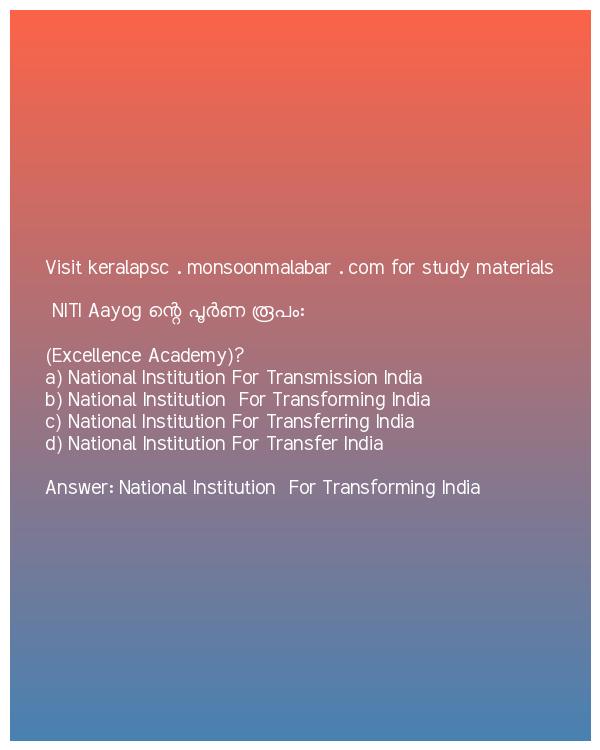 Visit keralapsc . monsoonmalabar . com for study materials
NITI Aayog ന്റെ പൂർണ രൂപം:
(Excellence Academy)?
a) National Institution For Transmission India
b) National Institution  For Transforming India
c) National Institution For Transferring India
d) National Institution For Transfer India
Answer: National Institution  For Transforming India